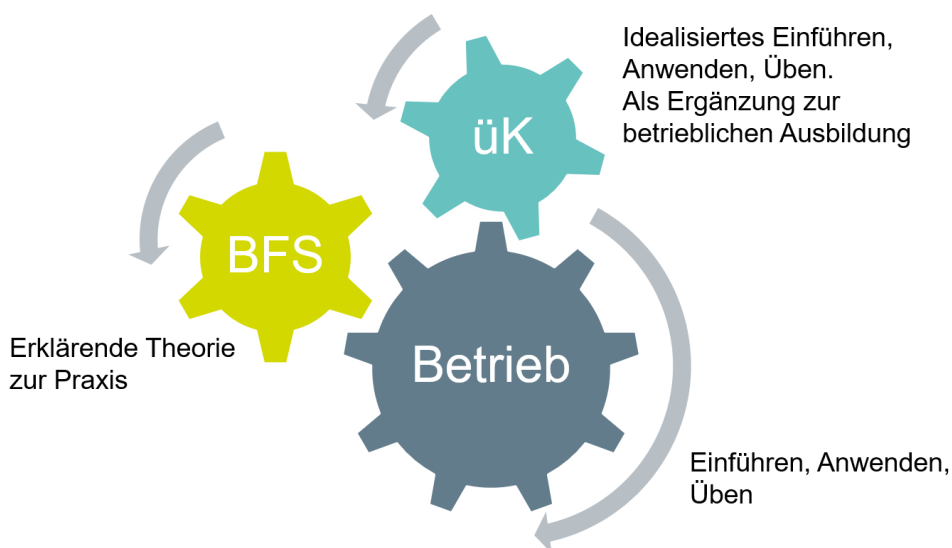 Idealisiertes Einführen,
Anwenden, Üben.
Als Ergänzung zur
betrieblichen Ausbildung
üK
BFS
Erklärende Theorie
zur Praxis
Betrieb
Einführen, Anwenden,
Üben